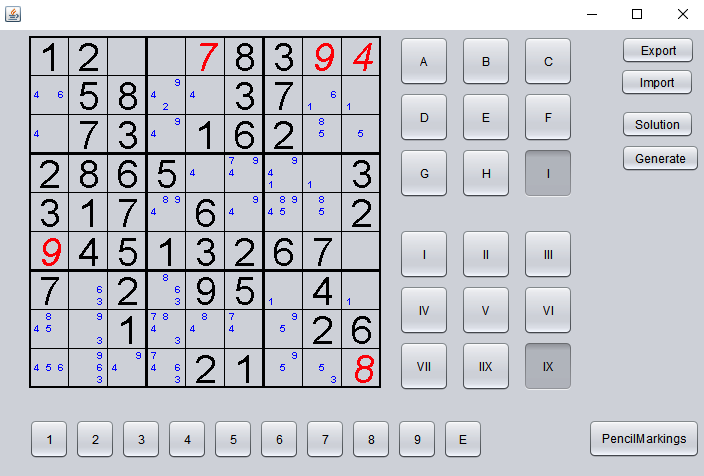 1 2 7 8 3 9 4 A B C Export
4 6 5 8 9 4 2 4 3 7 6 1 1 Import
4 7 3 9 4 1 6 2 8 5 5 D E F Solution
2 8 6 5 4 7 9 4 9 4 1 1 3 G H I Generate
3 1 7 8 9 4 6 9 4 8 9 4 5 8 5 2
9 4 5 1 3 2 6 7 I II III
7 6 3 2 8 6 3 9 5 1 4 1 IV V VI
8 4 5 9 3 1 7 8 4 3 8 4 7 4 9 5 2 6
4 5 6 9 6 3 9 4 7 4 6 3 2 1 9 5 5 3 8 VII IIX IX
1 2 3 4 5 6 7 8 9 E PencilMarkings